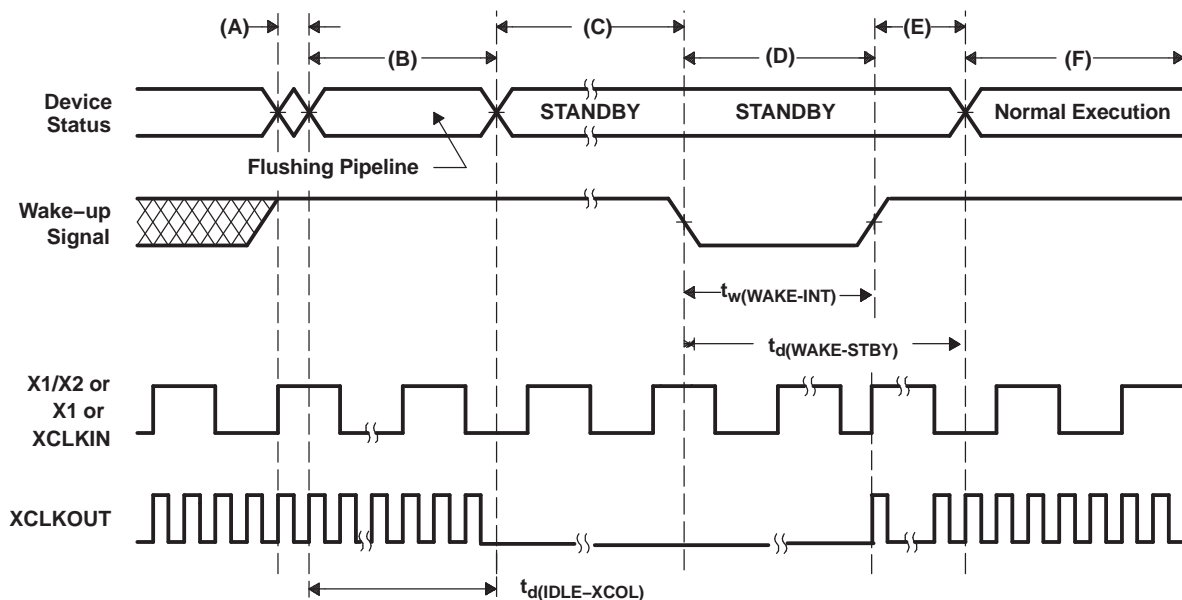 (A) (C) (E)
(B) (D) (F)
Device
Status
STANDBY STANDBY Normal Execution
Flushing Pipeline
Wake−up
Signal
tw(WAKE-INT)
td(WAKE-STBY)
X1/X2 or
X1 or
XCLKIN
XCLKOUT
td(IDLE−XCOL)